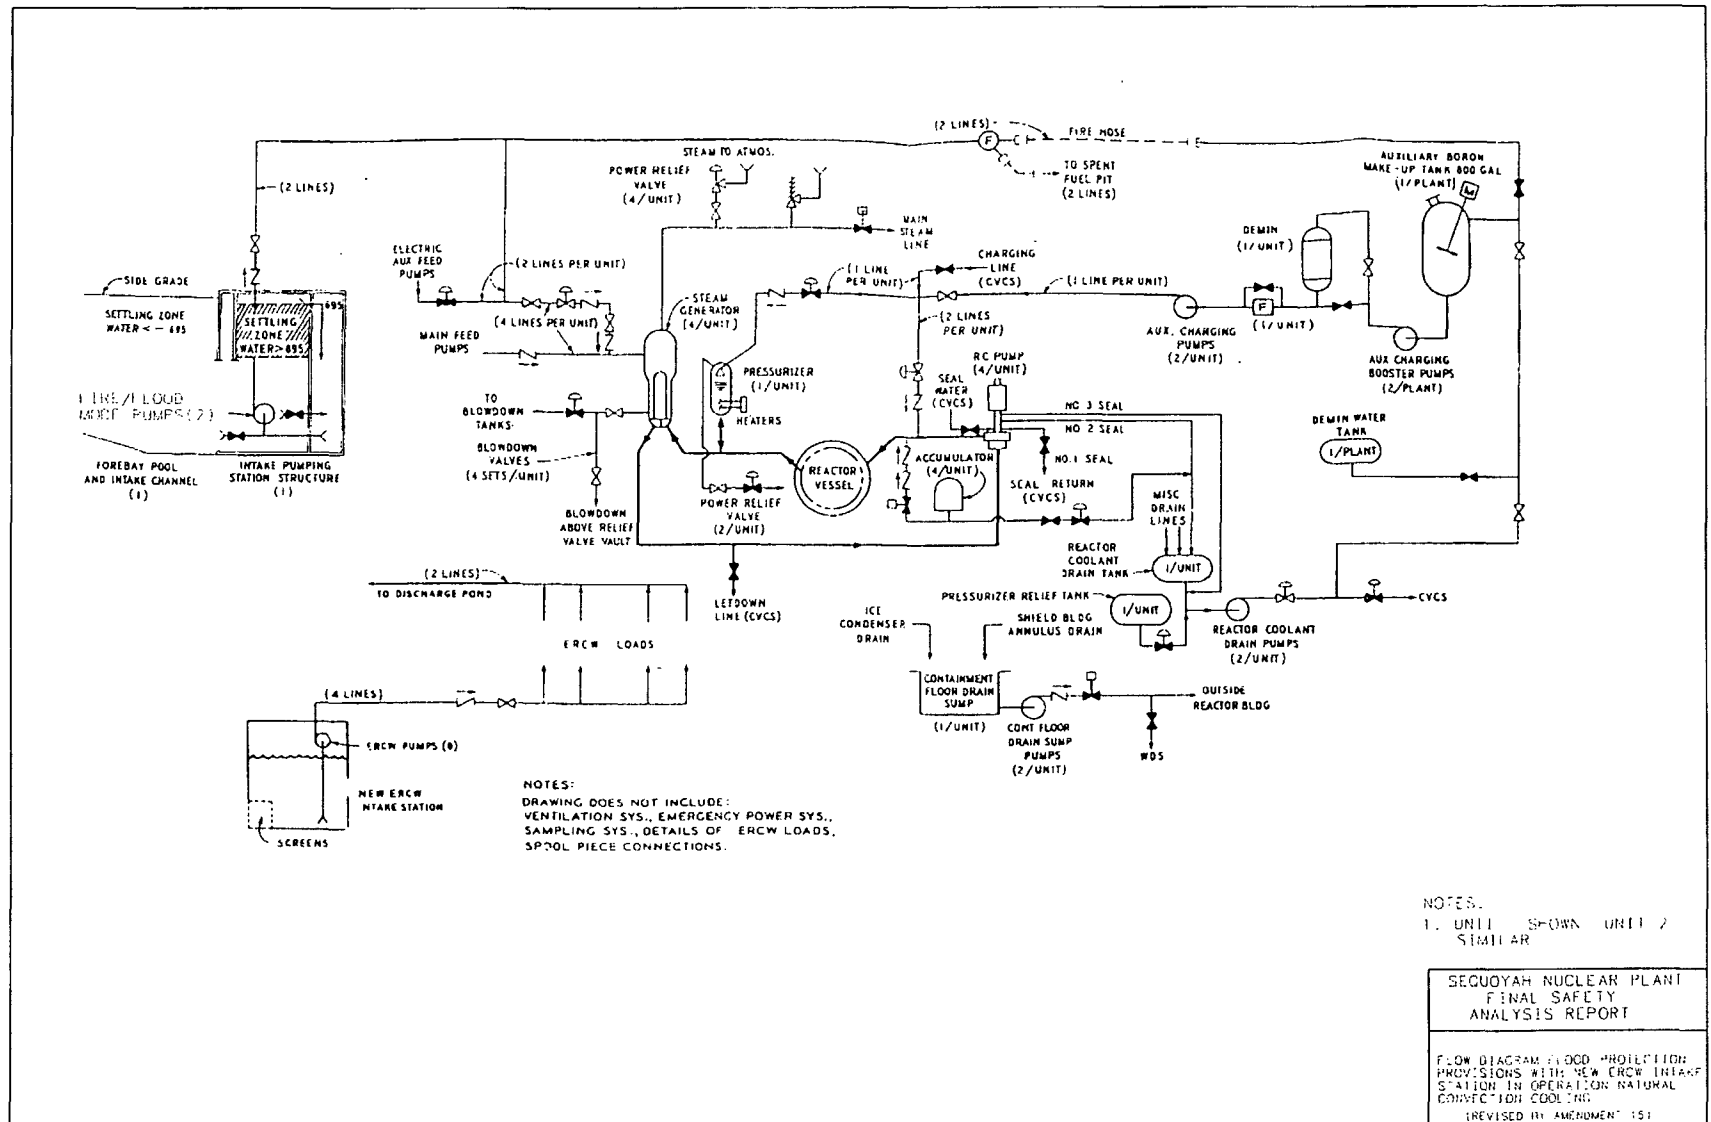 (2 LINES)
FIRE HOSE
F
TO SPENT
FUEL PIT
(2 LINES)
AUXILIARY BORON
MAKE-UP TANK 800 GAL
(1/PLANT)
M
STEAM TO ATMOS.
POWER RELIEF
VALVE
(4/UNIT)
(2 LINES)
MAIN
STEAM
LINE
DEMIN
(1/UNIT)
ELECTRIC
AUX FEED
PUMPS
(2 LINES PER UNIT)
CHARGING
LINE
(CVCS)
(1 LINE
PER UNIT)
(1 LINE PER UNIT)
SIDE GRADE
SETTLING ZONE
WATER < - 695
695
SETTLING
ZONE
WATER > 695
(4 LINES PER UNIT)
STEAM
GENERATOR
(4/UNIT)
(2 LINES
PER UNIT)
F
(1/UNIT)
AUX. CHARGING
PUMPS
(2/UNIT)
AUX CHARGING
BOOSTER PUMPS
(2/PLANT)
MAIN FEED
PUMPS
PRESSURIZER
(1/UNIT)
HEATERS
RC PUMP
(4/UNIT)
SEAL
WATER
(CVCS)
NO. 3 SEAL
NO 2 SEAL
NO.1 SEAL
FIRE/FLOOD
MODE PUMPS(2)
TO
BLOWDOWN
TANKS
BLOWDOWN
VALVES
(4 SETS/UNIT)
DEMIN WATER
TANK
1/PLANT
FOREBAY POOL
AND INTAKE CHANNEL
(1)
INTAKE PUMPING
STATION STRUCTURE
(1)
REACTOR
VESSEL
ACCUMULATOR
(4/UNIT)
SEAL RETURN
(CVCS)
MISC
DRAIN
LINES
POWER RELIEF
VALVE
(2/UNIT)
BLOWDOWN
ABOVE RELIEF
VALVE VAULT
REACTOR
COOLANT
DRAIN TANK
1/UNIT
(2 LINES)
TO DISCHARGE POND
LETDOWN
LINE (CVCS)
PRESSURIZER RELIEF TANK
1/UNIT
CVCS
ICE
CONDENSER
DRAIN
SHIELD BLDG
ANNULUS DRAIN
REACTOR COOLANT
DRAIN PUMPS
(2/UNIT)
ERCW LOADS
CONTAINMENT
FLOOR DRAIN
SUMP
(1/UNIT)
OUTSIDE
REACTOR BLDG
CONT FLOOR
DRAIN SUMP
PUMPS
(2/UNIT)
WDS
(4 LINES)
ERCW PUMPS (8)
NEW ERCW
INTAKE STATION
SCREENS
NOTES:
DRAWING DOES NOT INCLUDE:
VENTILATION SYS., EMERGENCY POWER SYS.,
SAMPLING SYS., DETAILS OF ERCW LOADS,
SPOOL PIECE CONNECTIONS.
NOTES.
1. UNIT SHOWN UNIT 2
SIMILAR
SEQUOYAH NUCLEAR PLANT
FINAL SAFETY
ANALYSIS REPORT
FLOW DIAGRAM FLOOD PROTECTION
PROVISIONS WITH NEW ERCW INTAKE
STATION IN OPERATION NATURAL
CONVECTION COOLING
(REVISED BY AMENDMENT 15)